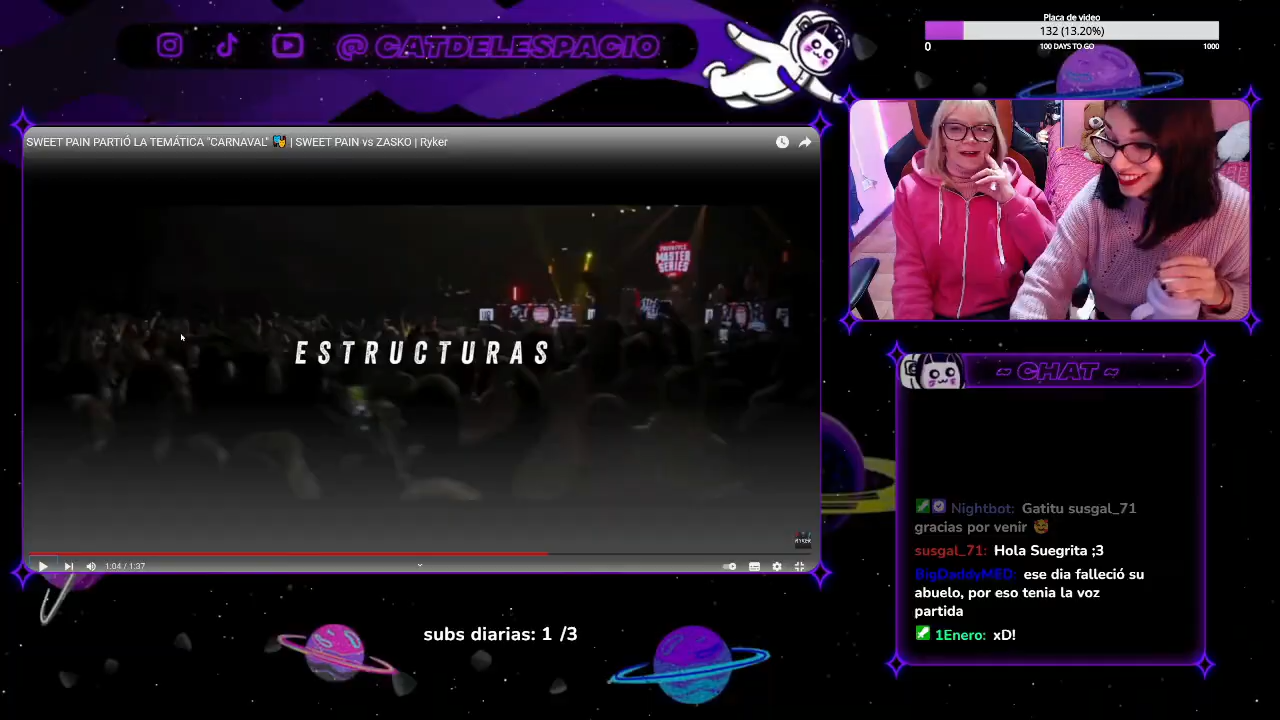 @CATDELESPACIO
Placa de video
132 (13.20%)
0
100 DAYS TO GO
1000
SWEET PAIN PARTIÓ LA TEMÁTICA "CARNAVAL" 🎭 | SWEET PAIN vs ZASKO | Ryker
MASTER
SERIES
ESTRUCTURAS
RYKER
1:04 / 1:37
~ CHAT ~
Nightbot: Gatitu susgal_71
gracias por venir 🥰
susgal_71: Hola Suegrita ;3
BigDaddyMED: ese dia falleció su
abuelo, por eso tenia la voz
partida
1Enero: xD!
subs diarias: 1 /3